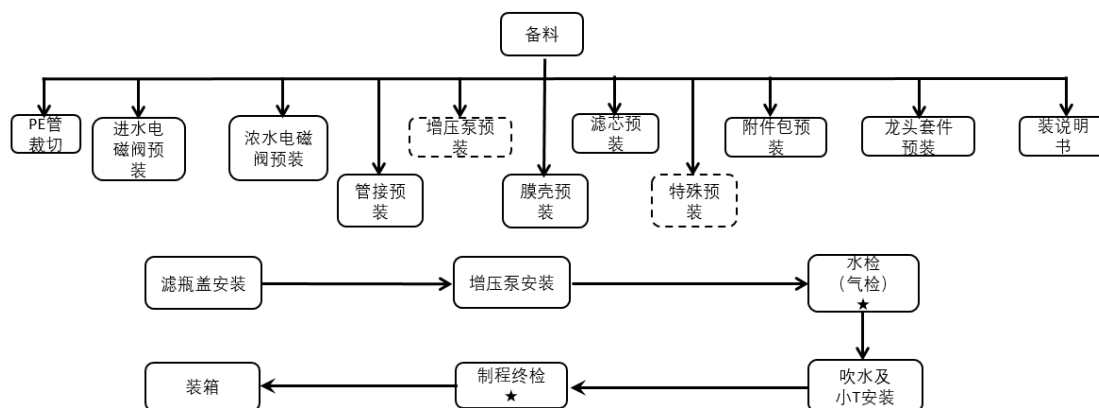 备料
PE管
裁切
进水电
磁阀预
装
浓水电磁
阀预装
管接预
装
增压泵预
装
膜壳预
装
滤芯预
装
特殊预
装
附件包预
装
龙头套件
预装
装说明
书
滤瓶盖安装
增压泵安装
水检
（气检）
★
吹水及
小T安装
制程终检
★
装箱